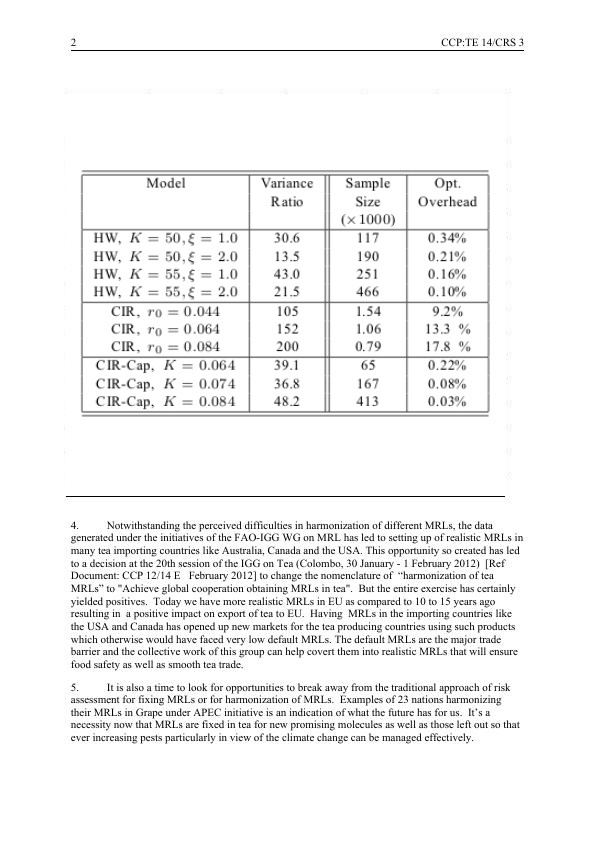 2 CCP:TE 14/CRS 3
Model Variance Sample Opt.
Ratio Size Overhead
(×1000)
HW, K = 50, ξ = 1.0 30.6 117 0.34%
HW, K = 50, ξ = 2.0 13.5 190 0.21%
HW, K = 55, ξ = 1.0 43.0 251 0.16%
HW, K = 55, ξ = 2.0 21.5 466 0.10%
CIR, r0 = 0.044 105 1.54 9.2%
CIR, r0 = 0.064 152 1.06 13.3 %
CIR, r0 = 0.084 200 0.79 17.8 %
CIR-Cap, K = 0.064 39.1 65 0.22%
CIR-Cap, K = 0.074 36.8 167 0.08%
CIR-Cap, K = 0.084 48.2 413 0.03%
4. Notwithstanding the perceived difficulties in harmonization of different MRLs, the data
generated under the initiatives of the FAO-IGG WG on MRL has led to setting up of realistic MRLs in
many tea importing countries like Australia, Canada and the USA. This opportunity so created has led
to a decision at the 20th session of the IGG on Tea (Colombo, 30 January - 1 February 2012) [Ref
Document: CCP 12/14 E February 2012] to change the nomenclature of “harmonization of tea
MRLs” to "Achieve global cooperation obtaining MRLs in tea". But the entire exercise has certainly
yielded positives. Today we have more realistic MRLs in EU as compared to 10 to 15 years ago
resulting in a positive impact on export of tea to EU. Having MRLs in the importing countries like
the USA and Canada has opened up new markets for the tea producing countries using such products
which otherwise would have faced very low default MRLs. The default MRLs are the major trade
barrier and the collective work of this group can help covert them into realistic MRLs that will ensure
food safety as well as smooth tea trade.
5. It is also a time to look for opportunities to break away from the traditional approach of risk
assessment for fixing MRLs or for harmonization of MRLs. Examples of 23 nations harmonizing
their MRLs in Grape under APEC initiative is an indication of what the future has for us. It’s a
necessity now that MRLs are fixed in tea for new promising molecules as well as those left out so that
ever increasing pests particularly in view of the climate change can be managed effectively.